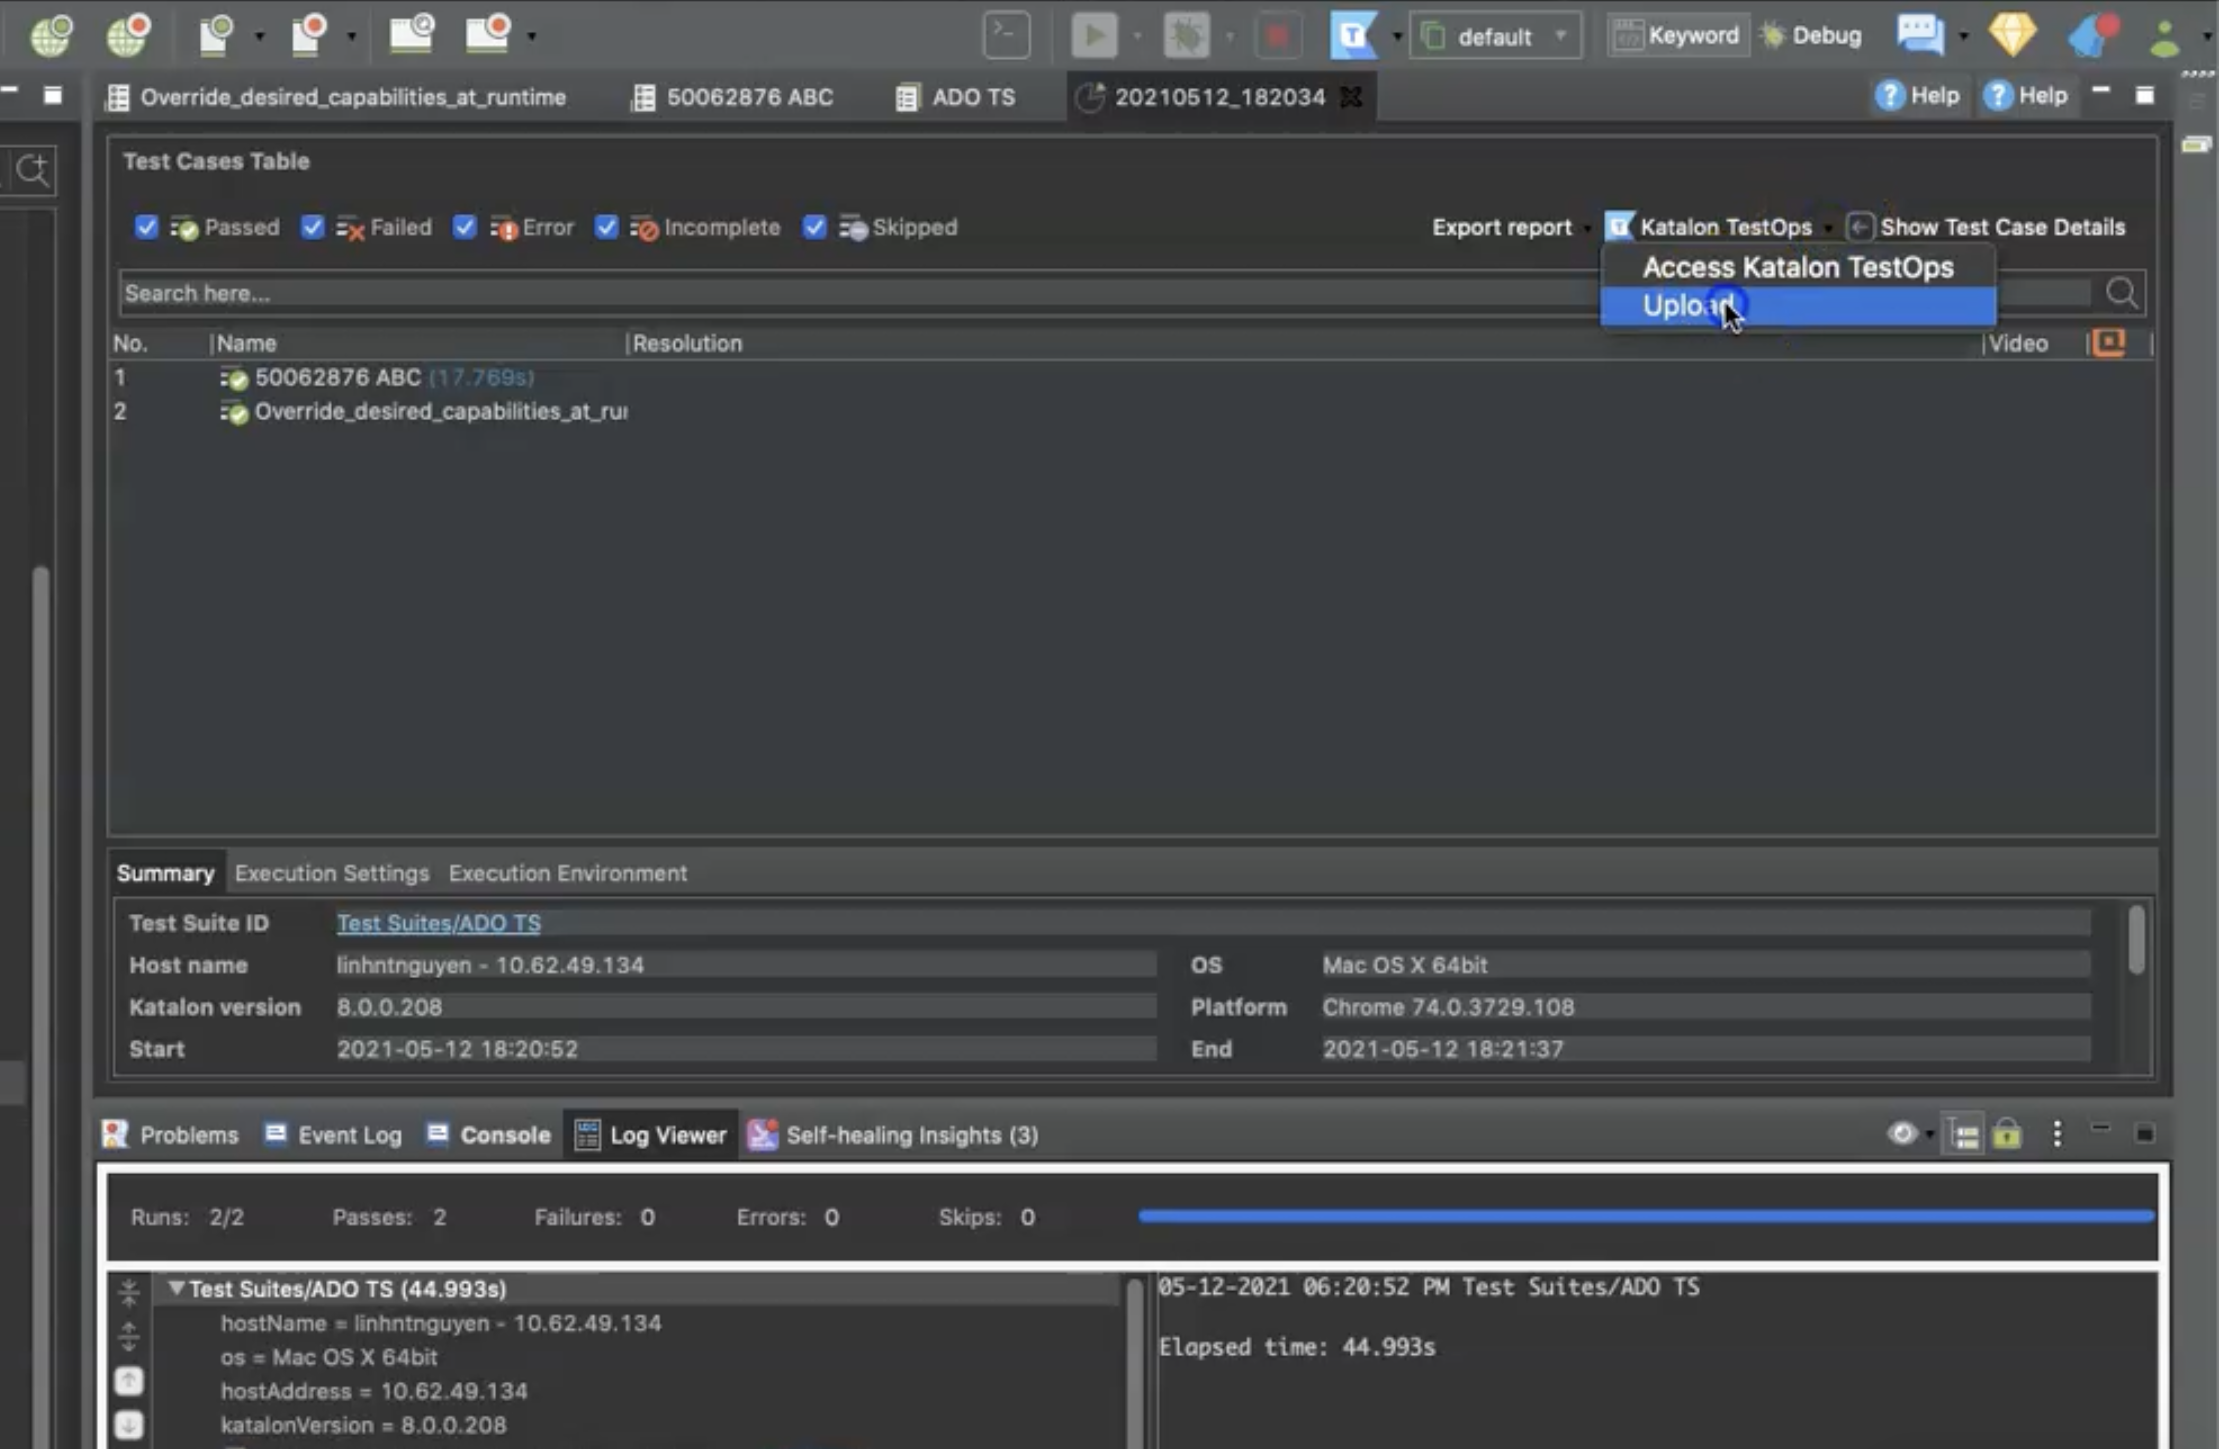 default
Keyword
Debug
Override_desired_capabilities_at_runtime
50062876 ABC
ADO TS
20210512_182034
Help
Help
Test Cases Table
Passed
Failed
Error
Incomplete
Skipped
Export report
Katalon TestOps
Show Test Case Details
Access Katalon TestOps
Upload
Search here...
No.
Name
Resolution
Video
1
50062876 ABC (17.769s)
2
Override_desired_capabilities_at_ru
Summary
Execution Settings
Execution Environment
Test Suite ID
Test Suites/ADO TS
Host name
linhntnguyen - 10.62.49.134
OS
Mac OS X 64bit
Katalon version
8.0.0.208
Platform
Chrome 74.0.3729.108
Start
2021-05-12 18:20:52
End
2021-05-12 18:21:37
Problems
Event Log
Console
Log Viewer
Self-healing Insights (3)
Runs: 2/2
Passes: 2
Failures: 0
Errors: 0
Skips: 0
Test Suites/ADO TS (44.993s)
hostName = linhntnguyen - 10.62.49.134
os = Mac OS X 64bit
hostAddress = 10.62.49.134
katalonVersion = 8.0.0.208
05-12-2021 06:20:52 PM Test Suites/ADO TS
Elapsed time: 44.993s